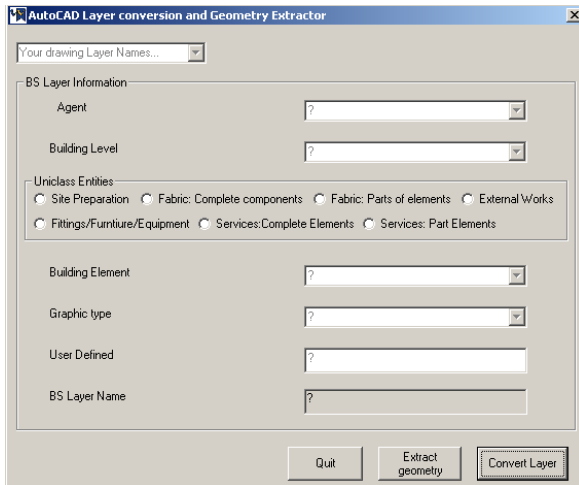 AutoCAD Layer conversion and Geometry Extractor
Your drawing Layer Names...
BS Layer Information
Agent ?
Building Level ?
Uniclass Entities
Site Preparation Fabric: Complete components Fabric: Parts of elements External Works
Fittings/Furntiure/Equipment Services:Complete Elements Services: Part Elements
Building Element ?
Graphic type ?
User Defined ?
BS Layer Name ?
Quit Extract geometry Convert Layer